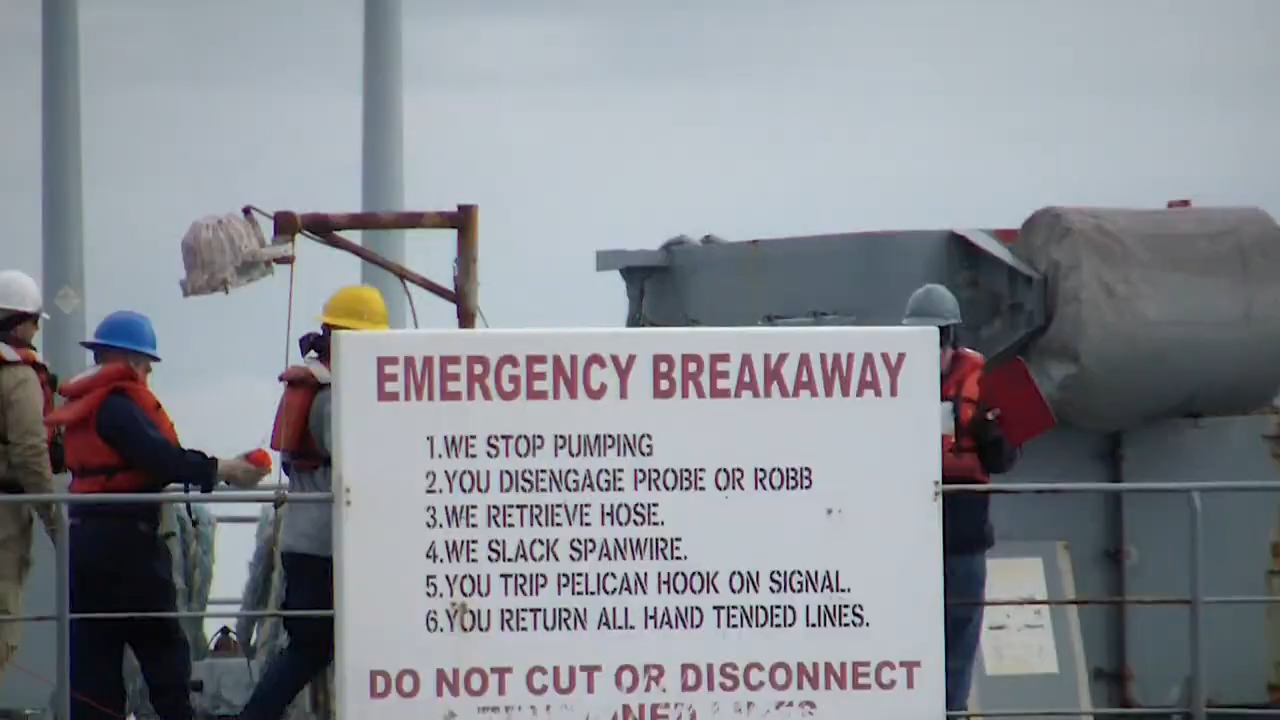 EMERGENCY BREAKAWAY
1.WE STOP PUMPING
2.YOU DISENGAGE PROBE OR ROBB
3.WE RETRIEVE HOSE.
4.WE SLACK SPANWIRE.
5.YOU TRIP PELICAN HOOK ON SIGNAL.
6.YOU RETURN ALL HAND TENDED LINES.
DO NOT CUT OR DISCONNECT